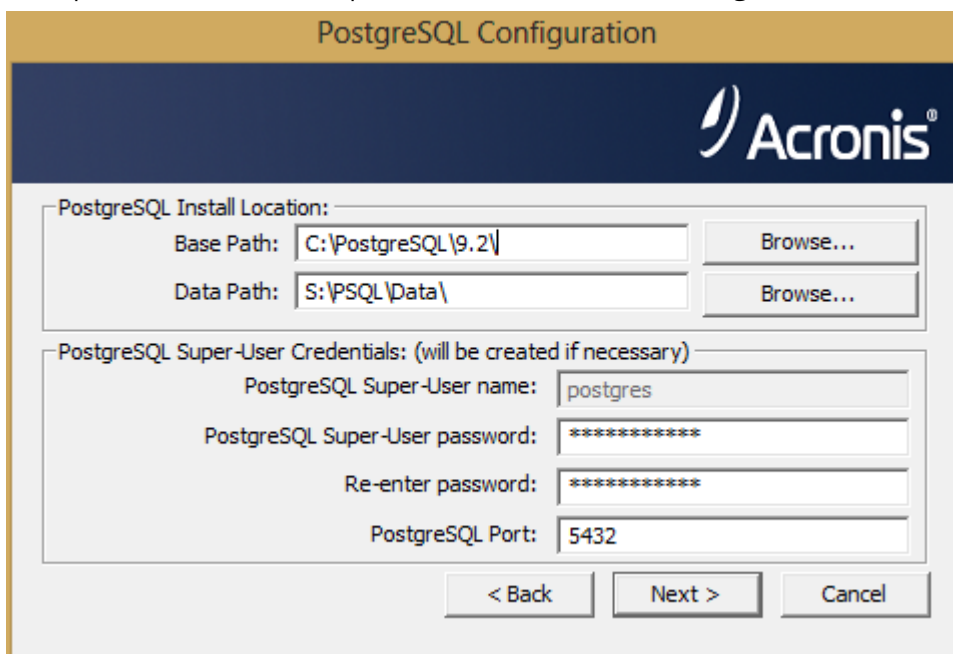 PostgreSQL Configuration
Acronis®
PostgreSQL Install Location:
Base Path: C:\PostgreSQL\9.2\ Browse...
Data Path: S:\PSQL\Data\ Browse...
PostgreSQL Super-User Credentials: (will be created if necessary)
PostgreSQL Super-User name: postgres
PostgreSQL Super-User password: ***********
Re-enter password: ***********
PostgreSQL Port: 5432
< Back Next > Cancel